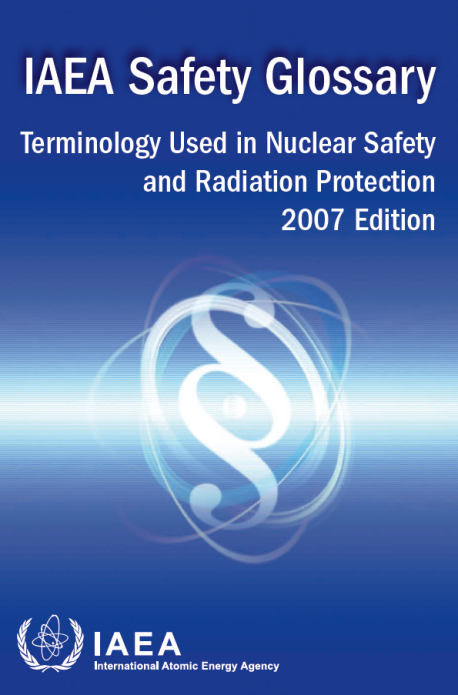 IAEA Safety Glossary
Terminology Used in Nuclear Safety
and Radiation Protection
2007 Edition
§
IAEA
International Atomic Energy Agency